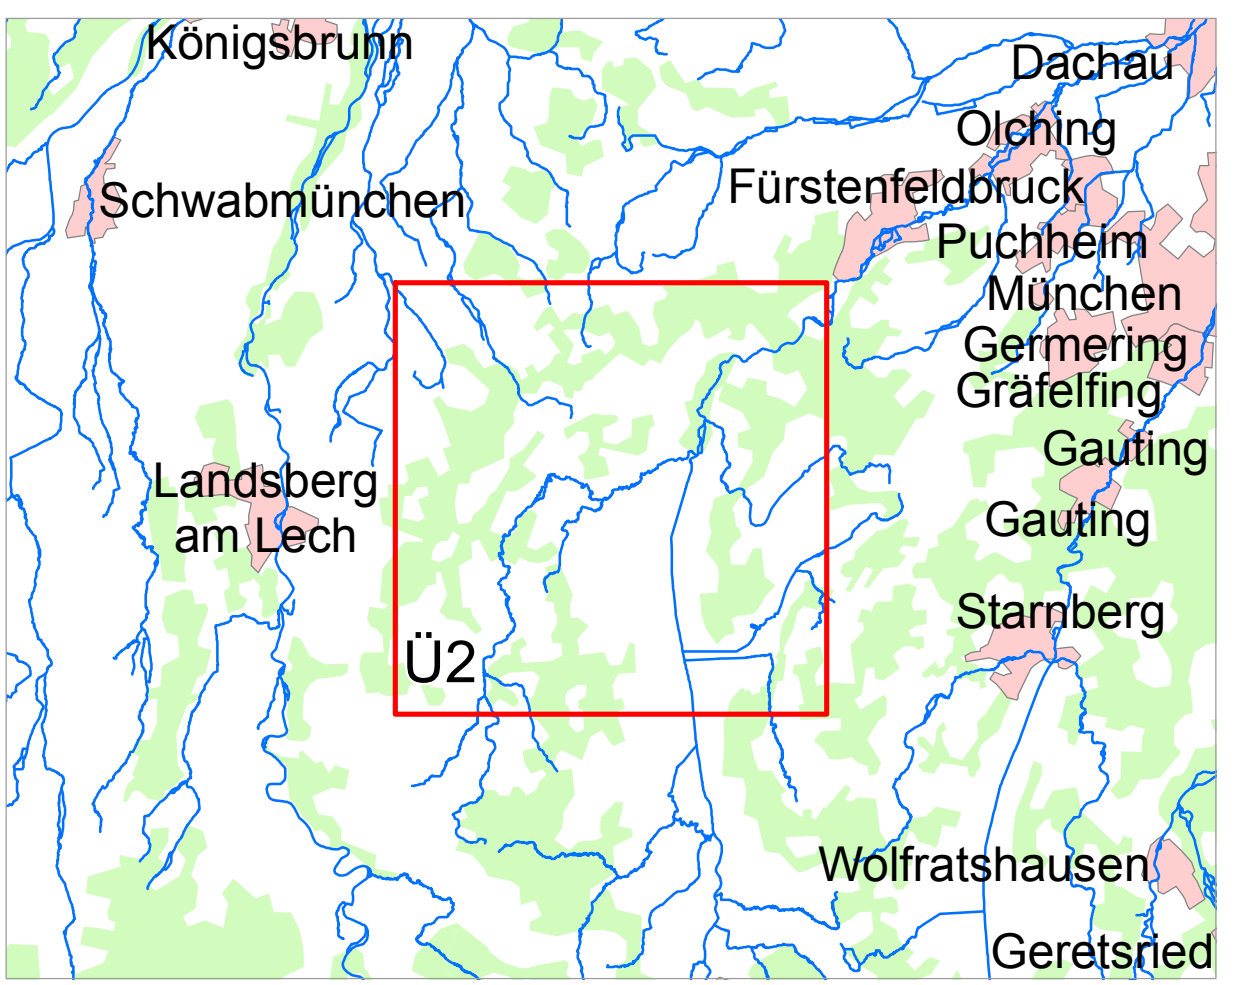 Königsbrunn
Dachau
Olching
Schwabmünchen
Fürstenfeldbruck
Puchheim
München
Germering
Gräfelfing
Gauting
Landsberg
am Lech
Gauting
Starnberg
Ü2
Wolfratshausen
Geretsried